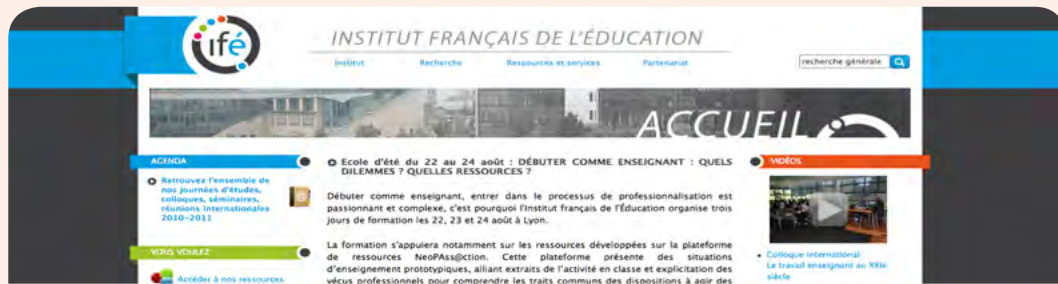 ifé
INSTITUT FRANÇAIS DE L'ÉDUCATION
Institut Recherche Ressources et services Partenariat
recherche générale
ACCUEIL
AGENDA
Retrouvez l'ensemble de
nos journées d'études,
colloques, séminaires,
réunions internationales
2010-2011
VOUS VOULEZ
Accéder à nos ressources
Ecole d'été du 22 au 24 août : DÉBUTER COMME ENSEIGNANT : QUELS
DILEMMES ? QUELLES RESSOURCES ?
Débuter comme enseignant, entrer dans le processus de professionnalisation est
passionnant et complexe, c'est pourquoi l'Institut français de l'Éducation organise trois
jours de formation les 22, 23 et 24 août à Lyon.
La formation s'appuiera notamment sur les ressources développées sur la plateforme
de ressources NeoPAss@ction. Cette plateforme présente des situations
d'enseignement prototypiques, alliant extraits de l'activité en classe et explicitation des
vécus professionnels pour comprendre les traits communs des dispositions à agir des
VIDÉOS
Colloque international
Le travail enseignant au XXIe
siècle